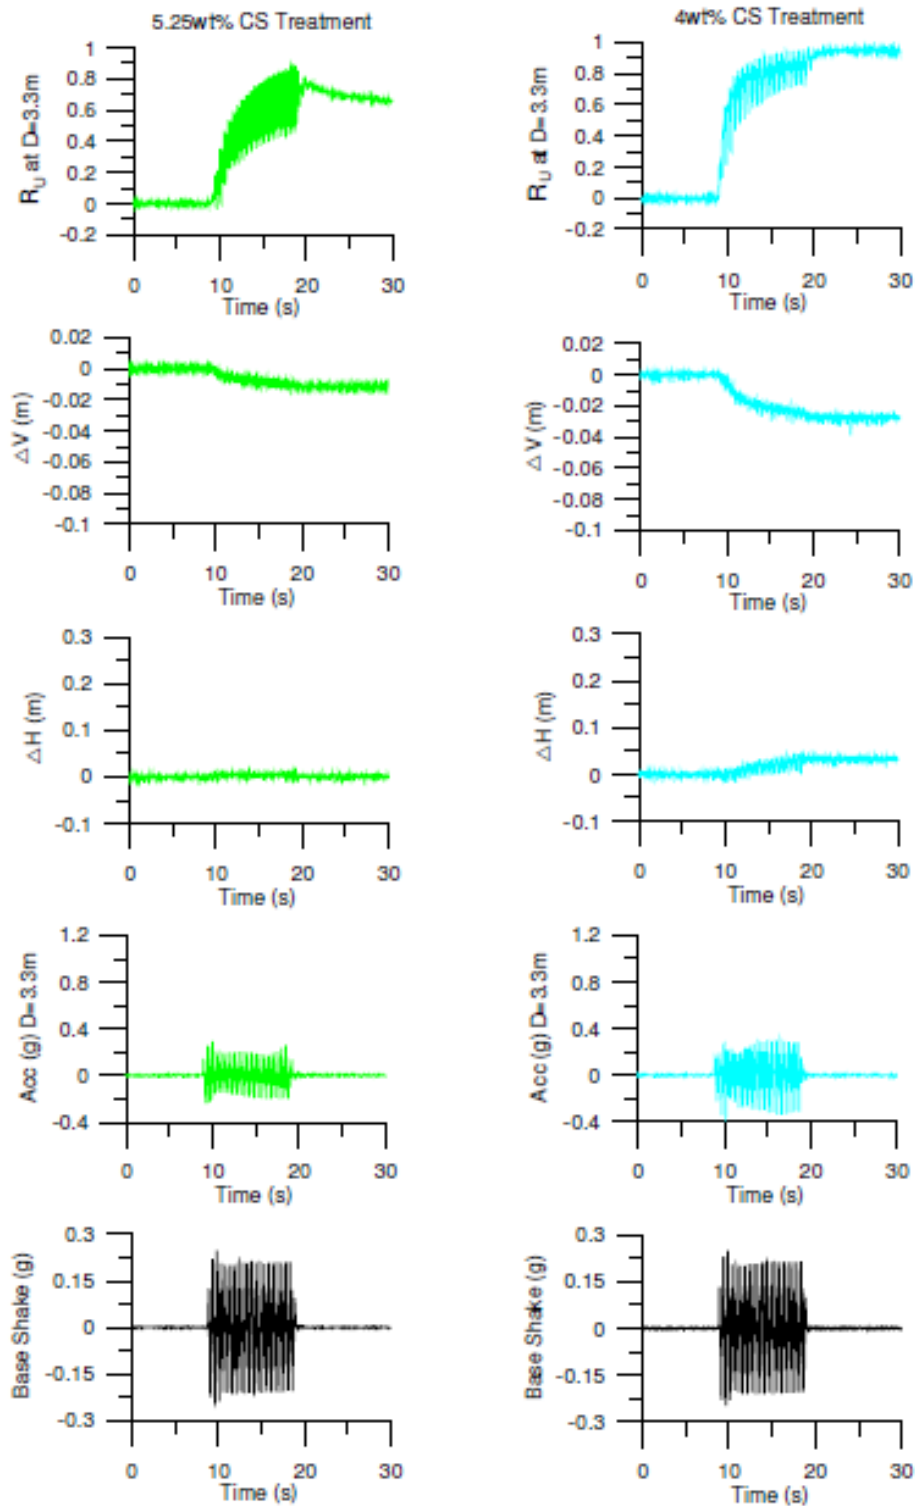 5.25wt% CS Treatment
1
0.8
0.6
0.4
0.2
0
-0.2
R_U at D=3.3m
0 10 20 30
Time (s)
4wt% CS Treatment
1
0.8
0.6
0.4
0.2
0
-0.2
R_U at D=3.3m
0 10 20 30
Time (s)
0.02
0
-0.02
-0.04
-0.06
-0.08
-0.1
△V (m)
0 10 20 30
Time (s)
0.02
0
-0.02
-0.04
-0.06
-0.08
-0.1
△V (m)
0 10 20 30
Time (s)
0.3
0.2
0.1
0
-0.1
△H (m)
0 10 20 30
Time (s)
0.3
0.2
0.1
0
-0.1
△H (m)
0 10 20 30
Time (s)
1.2
0.8
0.4
0
-0.4
Acc (g) D=3.3m
0 10 20 30
Time (s)
1.2
0.8
0.4
0
-0.4
Acc (g) D=3.3m
0 10 20 30
Time (s)
0.3
0.15
0
-0.15
-0.3
Base Shake (g)
0 10 20 30
Time (s)
0.3
0.15
0
-0.15
-0.3
Base Shake (g)
0 10 20 30
Time (s)